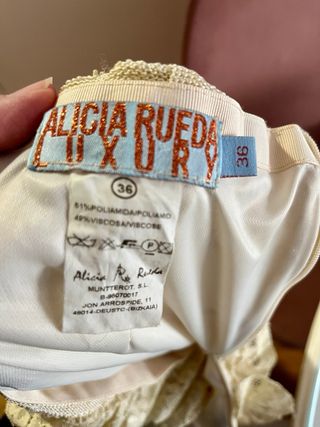 ALICIA RUEDA
LUXURY
36
36
51%POLIAMIDA/POLIAMID
49%VISCOSA/VISCOSE
P
Alicia R Rueda
MUNTTEROT, S.L.
B-95070017
JON ARROSPIDE, 11
48014-DEUSTO-(BIZKAIA)